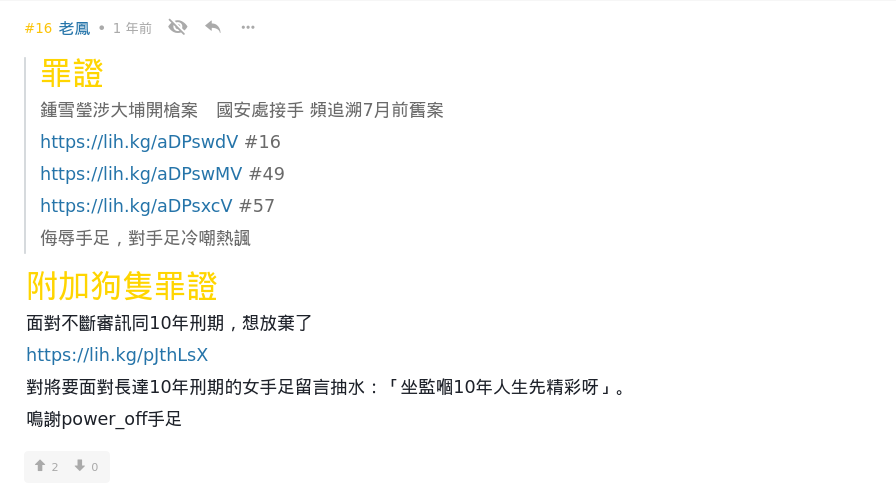 #16 老鳳 • 1 年前
罪證
鍾雪瑩涉大埔開槍案　國安處接手 頻追溯7月前舊案
https://lih.kg/aDPswdV #16
https://lih.kg/aDPswMV #49
https://lih.kg/aDPsxcV #57
侮辱手足，對手足冷嘲熱諷
附加狗隻罪證
面對不斷審訊同10年刑期，想放棄了
https://lih.kg/pJthLsX
對將要面對長達10年刑期的女手足留言抽水：「坐監嗰10年人生先精彩呀」。
鳴謝power_off手足
2 0